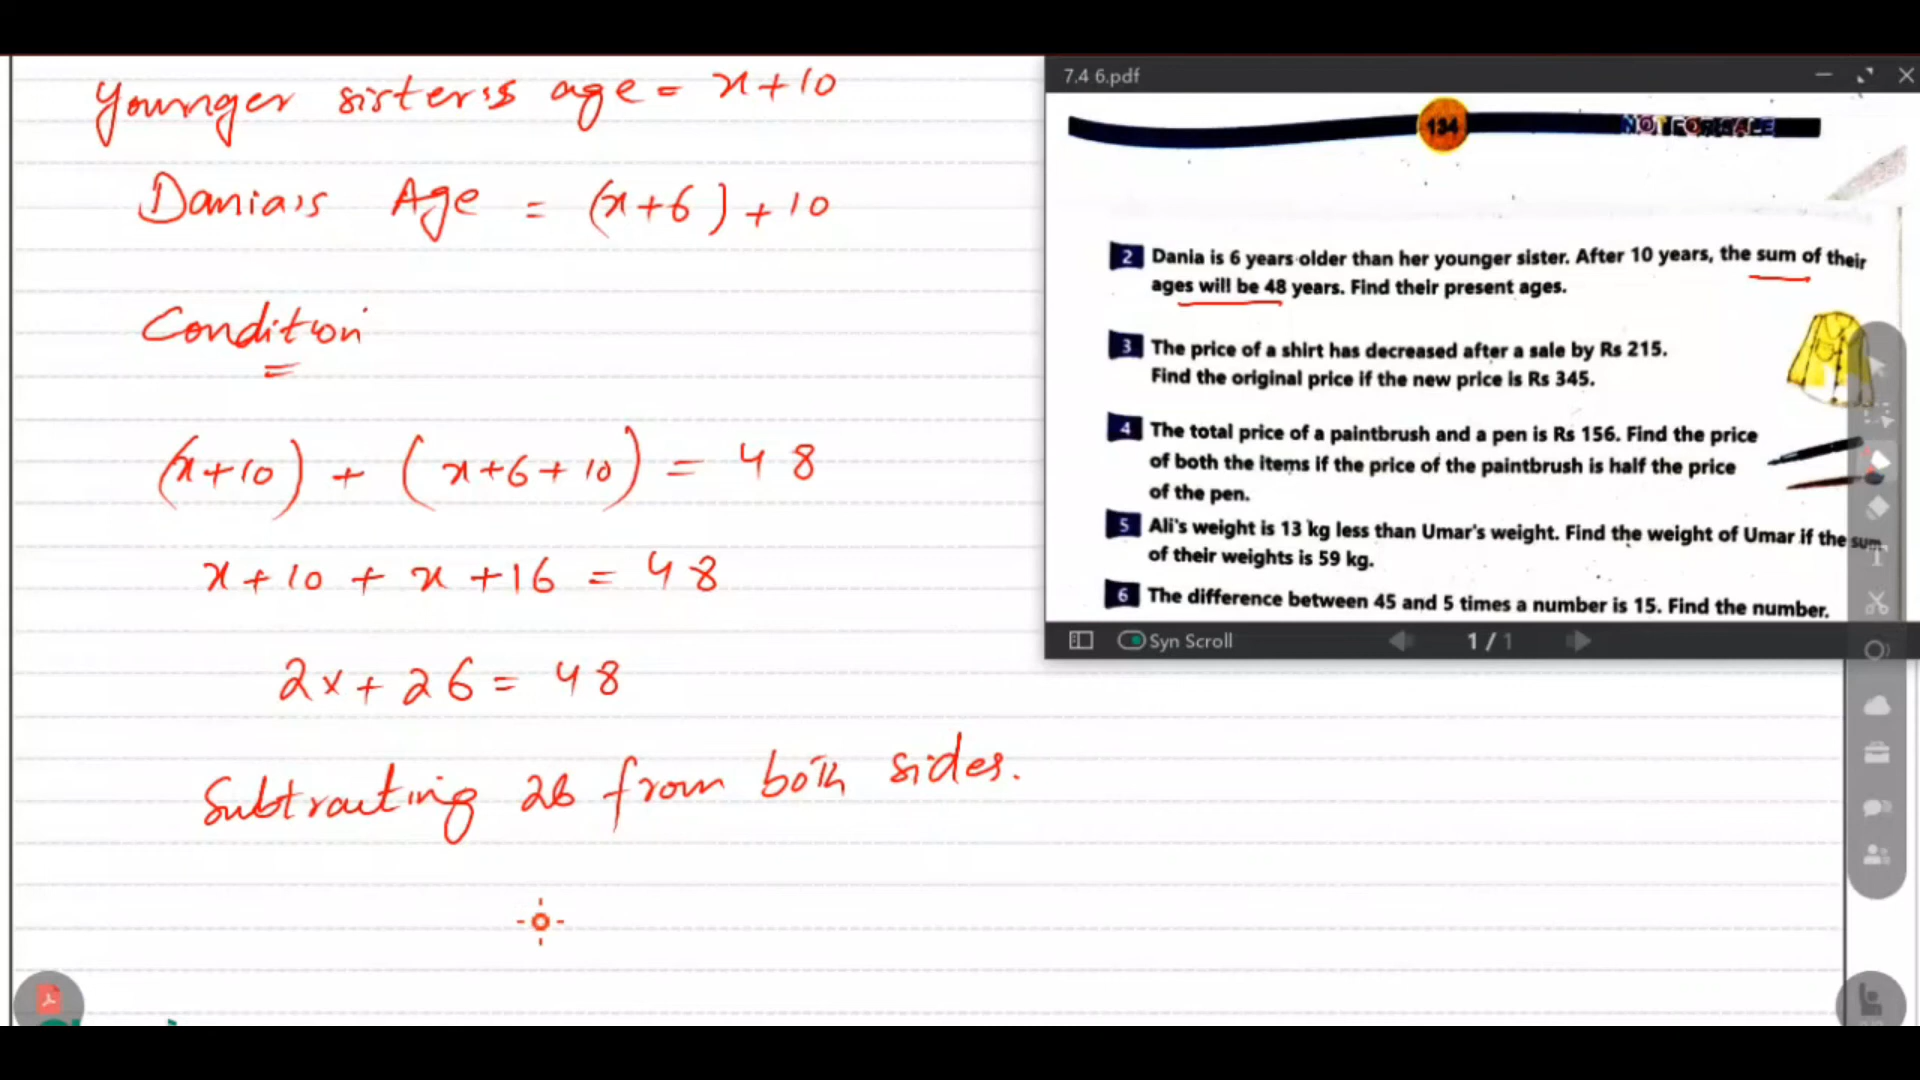 younger sister's age = x+10
Dania's Age = (x+6)+10
Condition
(x+10) + (x+6+10) = 48
x+10 + x+16 = 48
2x+26 = 48
Subtracting 26 from both sides.
7.4 6.pdf
134
NOT FOR SALE
2 Dania is 6 years older than her younger sister. After 10 years, the sum of their
ages will be 48 years. Find their present ages.
3 The price of a shirt has decreased after a sale by Rs 215.
Find the original price if the new price is Rs 345.
4 The total price of a paintbrush and a pen is Rs 156. Find the price
of both the items if the price of the paintbrush is half the price
of the pen.
5 Ali's weight is 13 kg less than Umar's weight. Find the weight of Umar if the sum
of their weights is 59 kg.
6 The difference between 45 and 5 times a number is 15. Find the number.
Syn Scroll
1 / 1